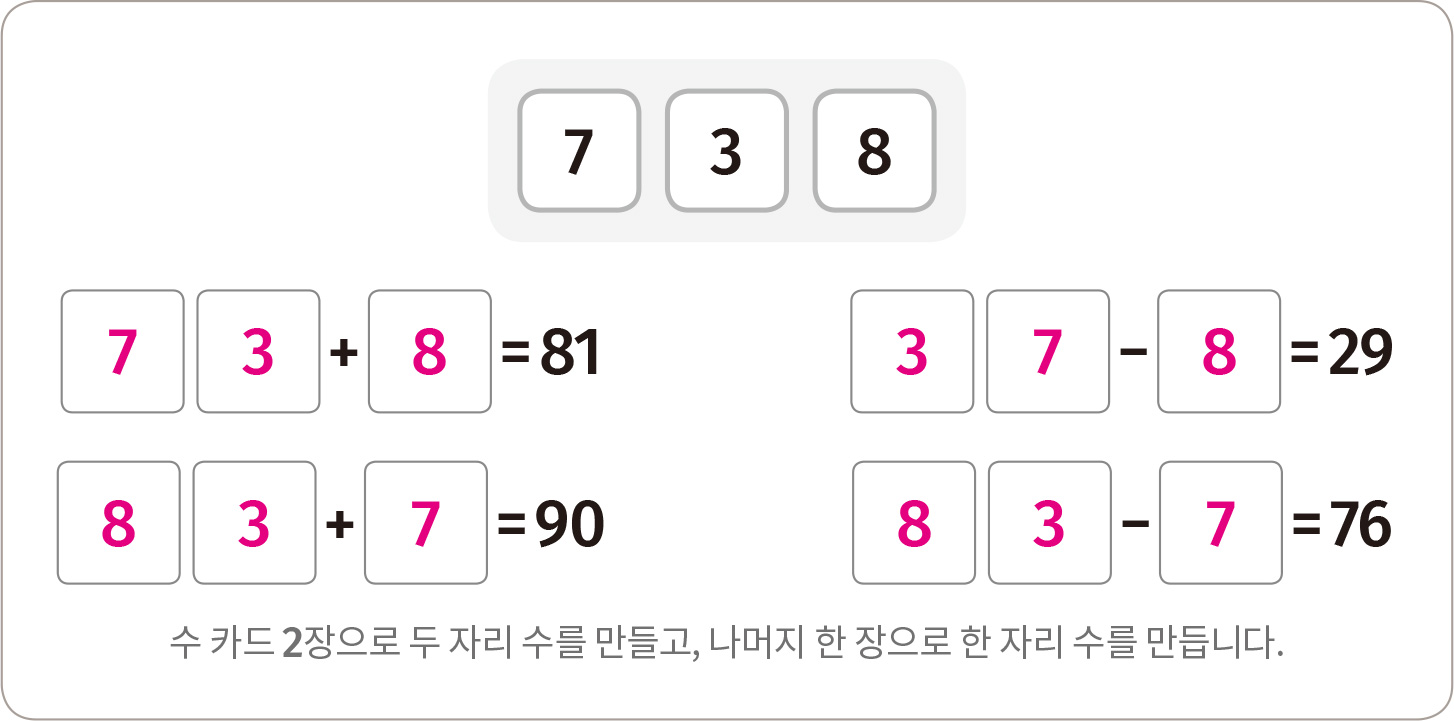 7 3 8
7 3 + 8 = 81
3 7 - 8 = 29
8 3 + 7 = 90
8 3 - 7 = 76
수 카드 2장으로 두 자리 수를 만들고, 나머지 한 장으로 한 자리 수를 만듭니다.